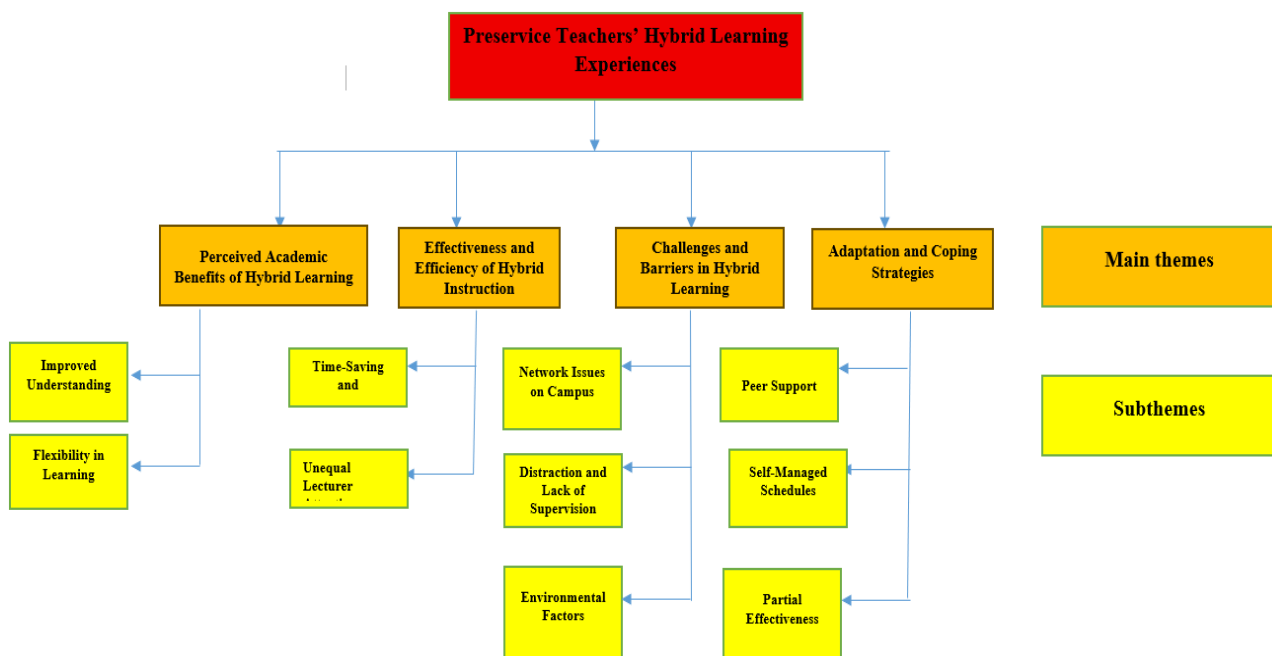 Preservice Teachers’ Hybrid Learning
Experiences
Perceived Academic
Benefits of Hybrid Learning
Effectiveness and
Efficiency of Hybrid
Instruction
Challenges and
Barriers in Hybrid
Learning
Adaptation and Coping
Strategies
Main themes
Improved
Understanding
Time-Saving
and
Network Issues
on Campus
Peer Support
Subthemes
Flexibility in
Learning
Unequal
Lecturer
Distraction and
Lack of
Supervision
Self-Managed
Schedules
Environmental
Factors
Partial
Effectiveness